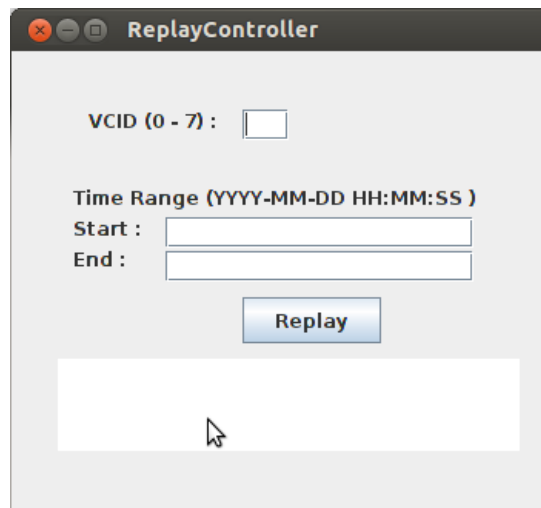 ReplayController
VCID (0 - 7) :
Time Range (YYYY-MM-DD HH:MM:SS )
Start :
End :
Replay